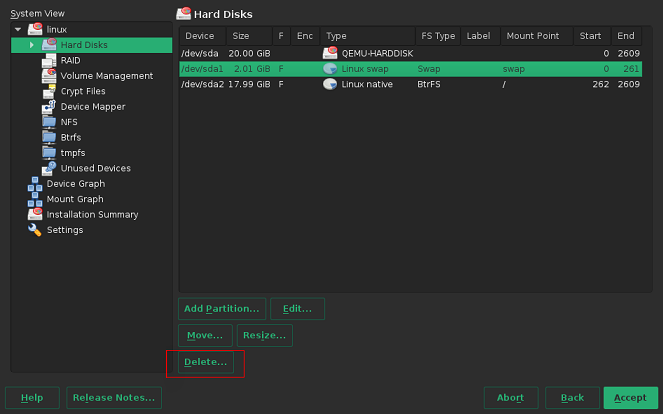 System View
linux
Hard Disks
RAID
Volume Management
Crypt Files
Device Mapper
NFS
Btrfs
tmpfs
Unused Devices
Device Graph
Mount Graph
Installation Summary
Settings
Hard Disks
Device Size F Enc Type FS Type Label Mount Point Start End
/dev/sda 20.00 GiB QEMU-HARDDISK 0 2609
/dev/sda1 2.01 GiB F Linux swap Swap swap 0 261
/dev/sda2 17.99 GiB F Linux native BtrFS / 262 2609
Add Partition... Edit...
Move... Resize...
Delete...
Help Release Notes... Abort Back Accept